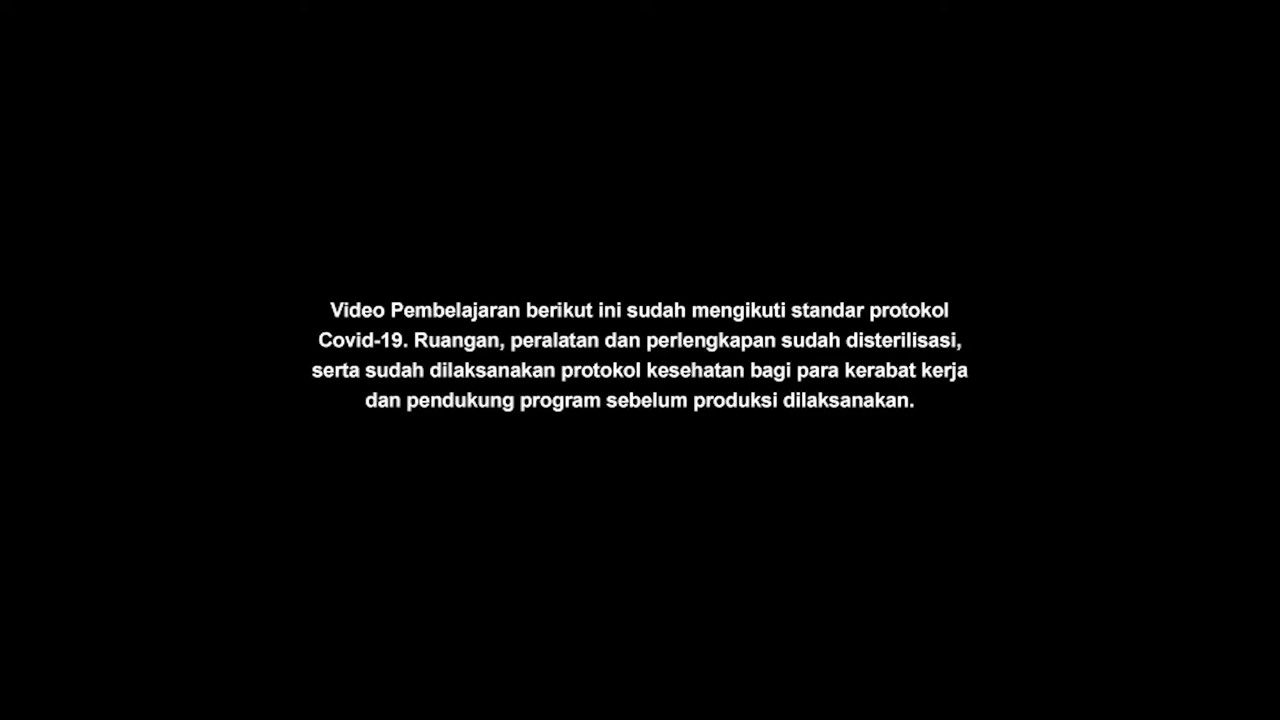 Video Pembelajaran berikut ini sudah mengikuti standar protokol
Covid-19. Ruangan, peralatan dan perlengkapan sudah disterilisasi,
serta sudah dilaksanakan protokol kesehatan bagi para kerabat kerja
dan pendukung program sebelum produksi dilaksanakan.